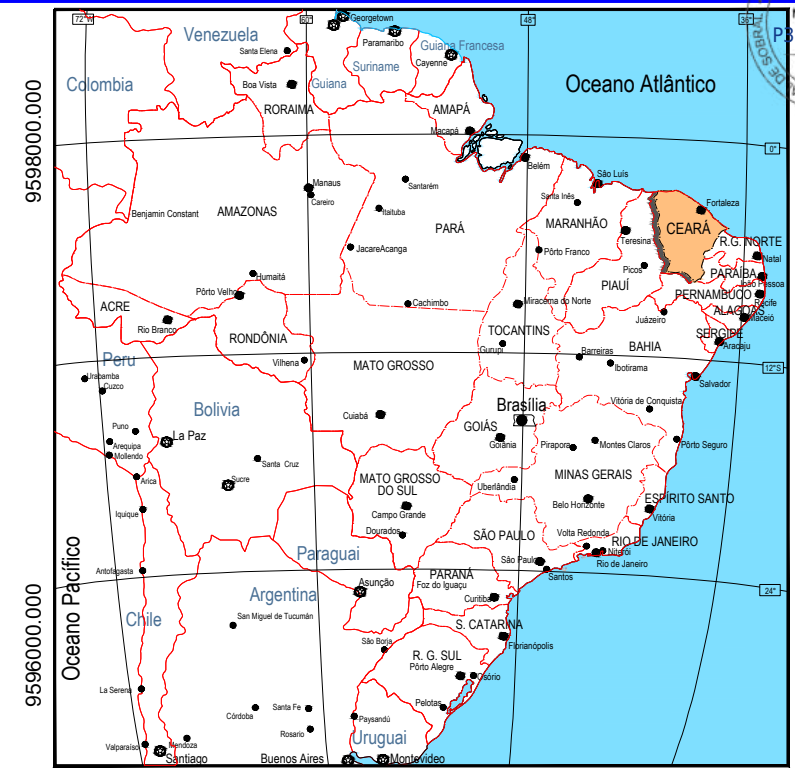 72°W
60°
48°
36°
Georgetown
Venezuela
Santa Elena
Paramaribo
Guiana Francesa
Cayenne
Suriname
Colombia
Boa Vista
Guiana
Oceano Atlântico
RORAIMA
AMAPÁ
Macapá
0°
9598000.000
Belém
São Luís
Manaus
Careiro
Santarém
Santa Inês
Fortaleza
Benjamin Constant
AMAZONAS
Itaituba
PARÁ
MARANHÃO
CEARÁ
Teresina
R.G. NORTE
JacareAcanga
Pôrto Franco
Natal
Picos
PARAÍBA
João Pessoa
Humaitá
PIAUÍ
Pôrto Velho
PERNAMBUCO
Recife
ACRE
Cachimbo
Miracema do Norte
ALAGOAS
Maceió
Juázeiro
Rio Branco
RONDÔNIA
TOCANTINS
SERGIPE
Aracaju
Gurupi
BAHIA
Vilhena
MATO GROSSO
Barreiras
Ibotirama
12°S
Peru
Urabamba
Cuzco
Salvador
Bolivia
Brasília
Vitória de Conquista
Cuiabá
Puno
La Paz
GOIÁS
Goiânia
Arequipa
Mollendo
Pirapora
Montes Claros
Pôrto Seguro
Santa Cruz
Arica
Sucre
MATO GROSSO
DO SUL
Uberlândia
MINAS GERAIS
Campo Grande
Belo Horizonte
ESPÍRITO SANTO
Iquique
Vitória
Dourados
SÃO PAULO
Volta Redonda
RIO DE JANEIRO
Niterói
Rio de Janeiro
Paraguai
São Paulo
Santos
Antofagasta
PARANÁ
Foz do Iguaçu
Asunção
Curitiba
24°
Argentina
9596000.000
Oceano Pacífico
Chile
San Miguel de Tucumán
S. CATARINA
Florianópolis
São Borja
R. G. SUL
Pôrto Alegre
Osório
La Serena
Córdoba
Santa Fe
Paysandú
Pelotas
Rosario
Uruguai
Valparaíso
Mendoza
Santiago
Buenos Aires
Montevideo
DE SOBRAL